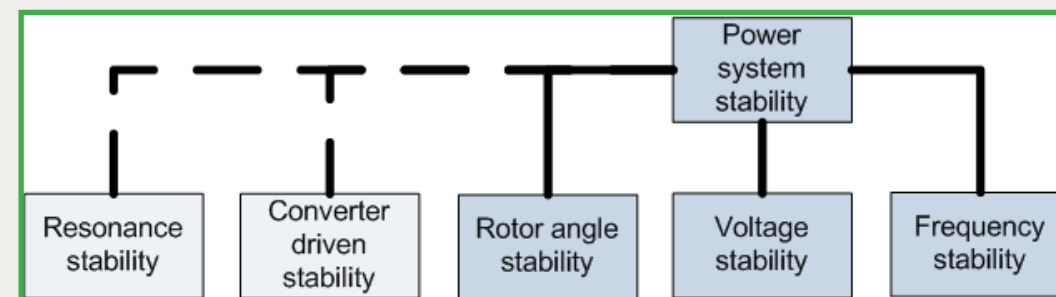 Power
system
stability
Resonance
stability
Converter
driven
stability
Rotor angle
stability
Voltage
stability
Frequency
stability